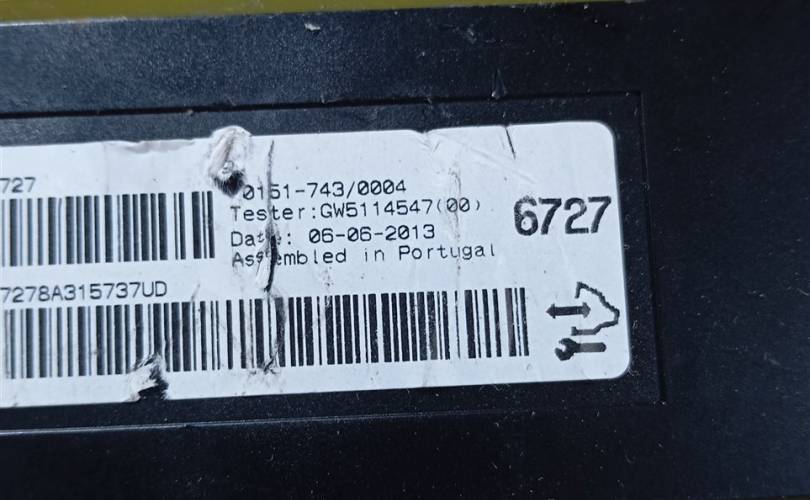 727
0151-743/0004
Tester:GW5114547(00)
Date: 06-06-2013
Assembled in Portugal
6727
7278A315737UD